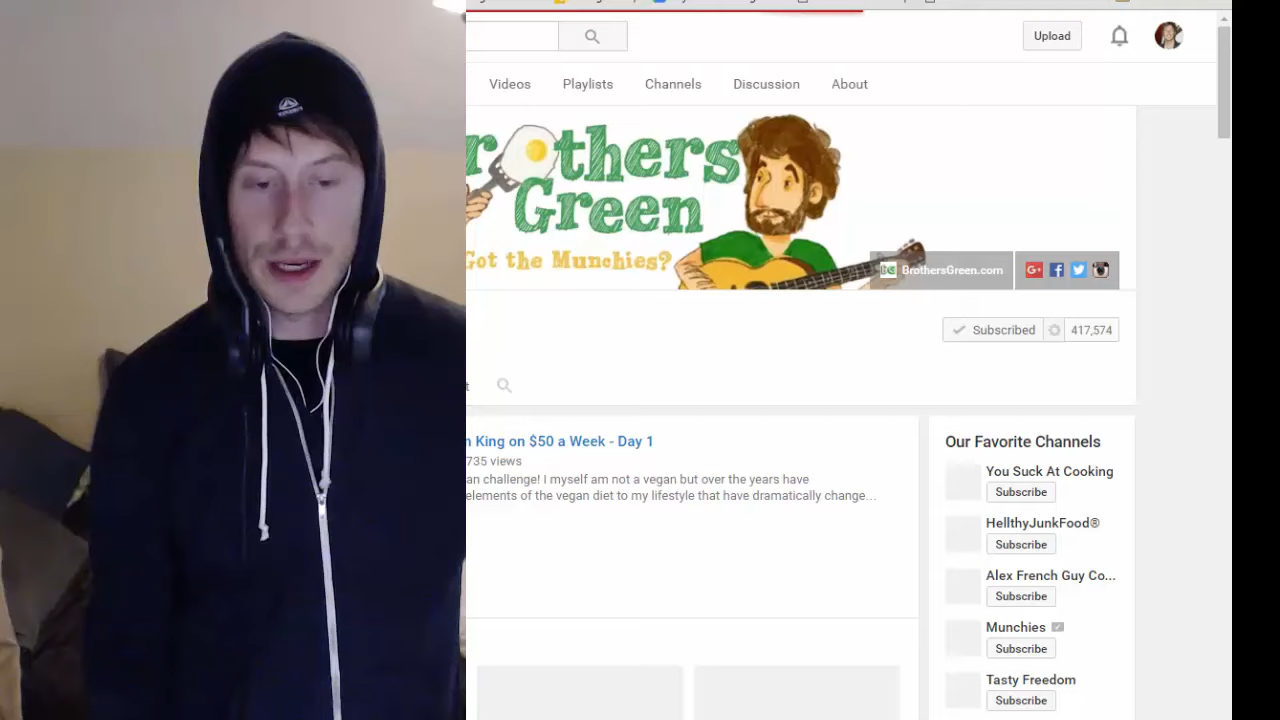 Upload
Videos Playlists Channels Discussion About
Brothers
Green
Got the Munchies?
BrothersGreen.com
Subscribed 417,574
King on $50 a Week - Day 1
735 views
an challenge! I myself am not a vegan but over the years have
elements of the vegan diet to my lifestyle that have dramatically change...
Our Favorite Channels
You Suck At Cooking
Subscribe
HellthyJunkFood®
Subscribe
Alex French Guy Co...
Subscribe
Munchies
Subscribe
Tasty Freedom
Subscribe